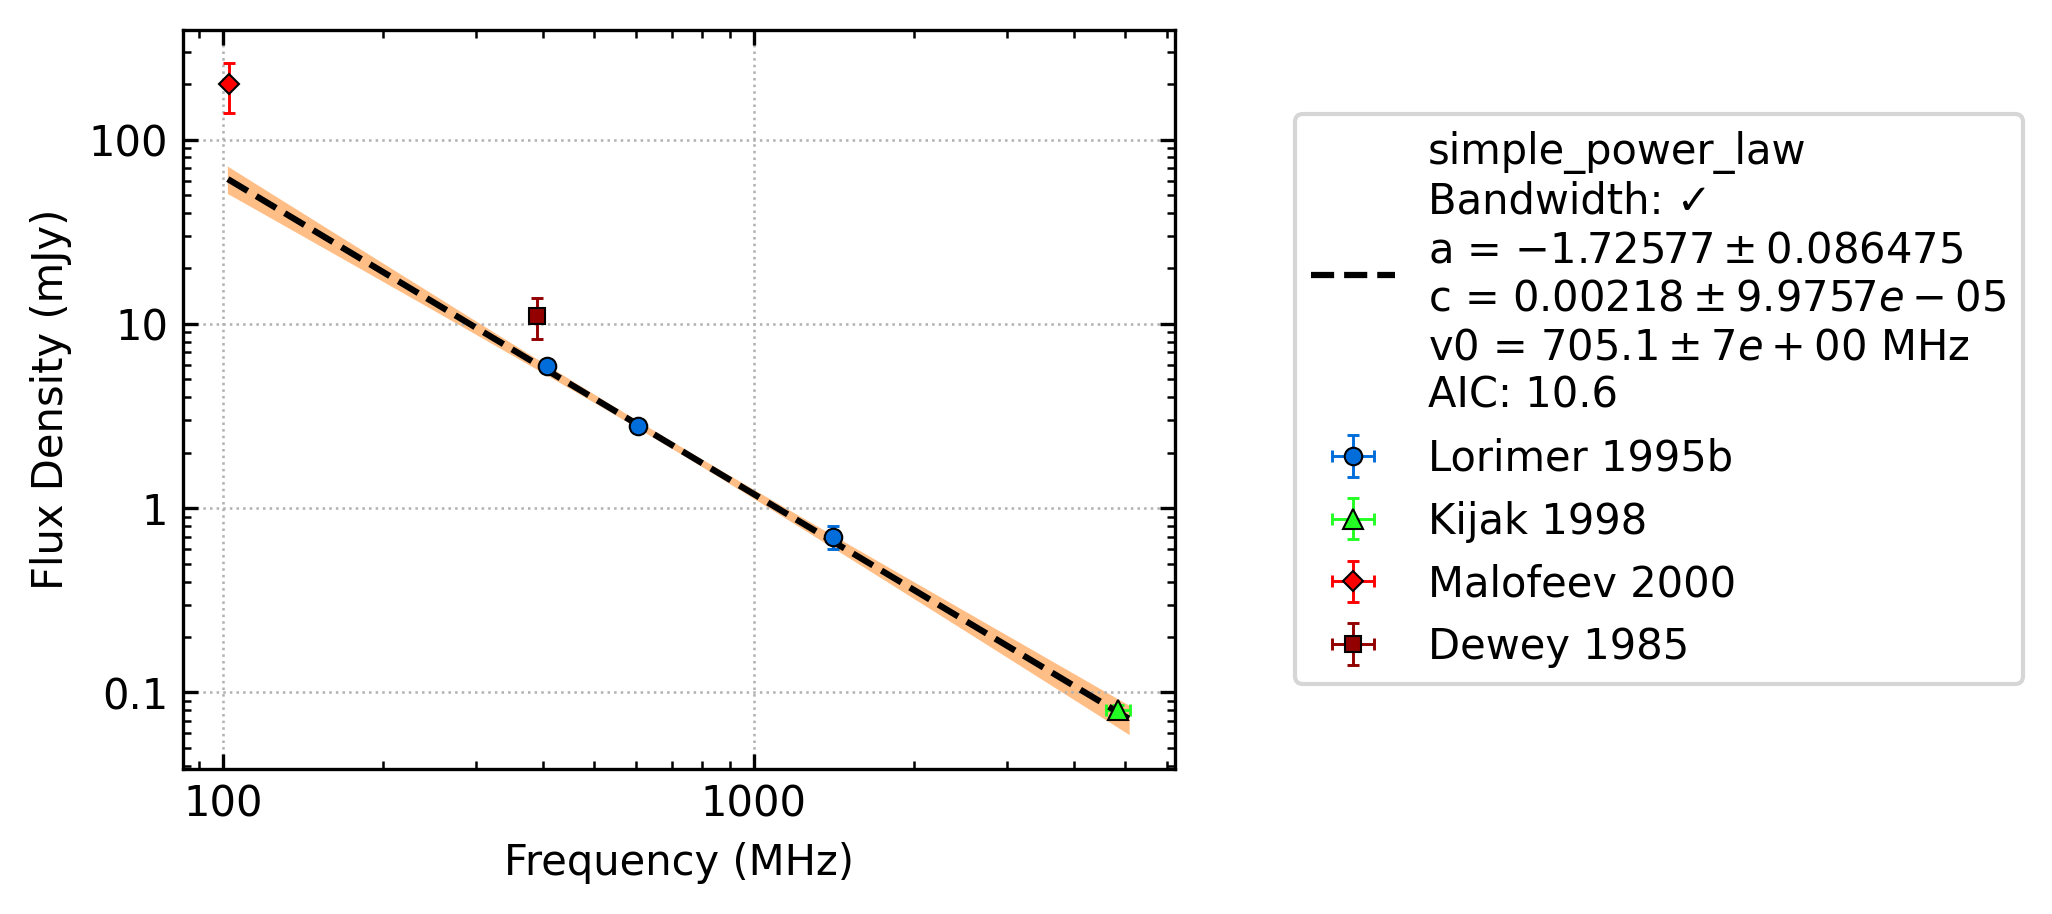 100
10
1
0.1
Flux Density (mJy)
100
1000
Frequency (MHz)
simple_power_law
Bandwidth: ✓
a = −1.72577 ± 0.086475
c = 0.00218 ± 9.9757e − 05
v0 = 705.1 ± 7e + 00 MHz
AIC: 10.6
Lorimer 1995b
Kijak 1998
Malofeev 2000
Dewey 1985